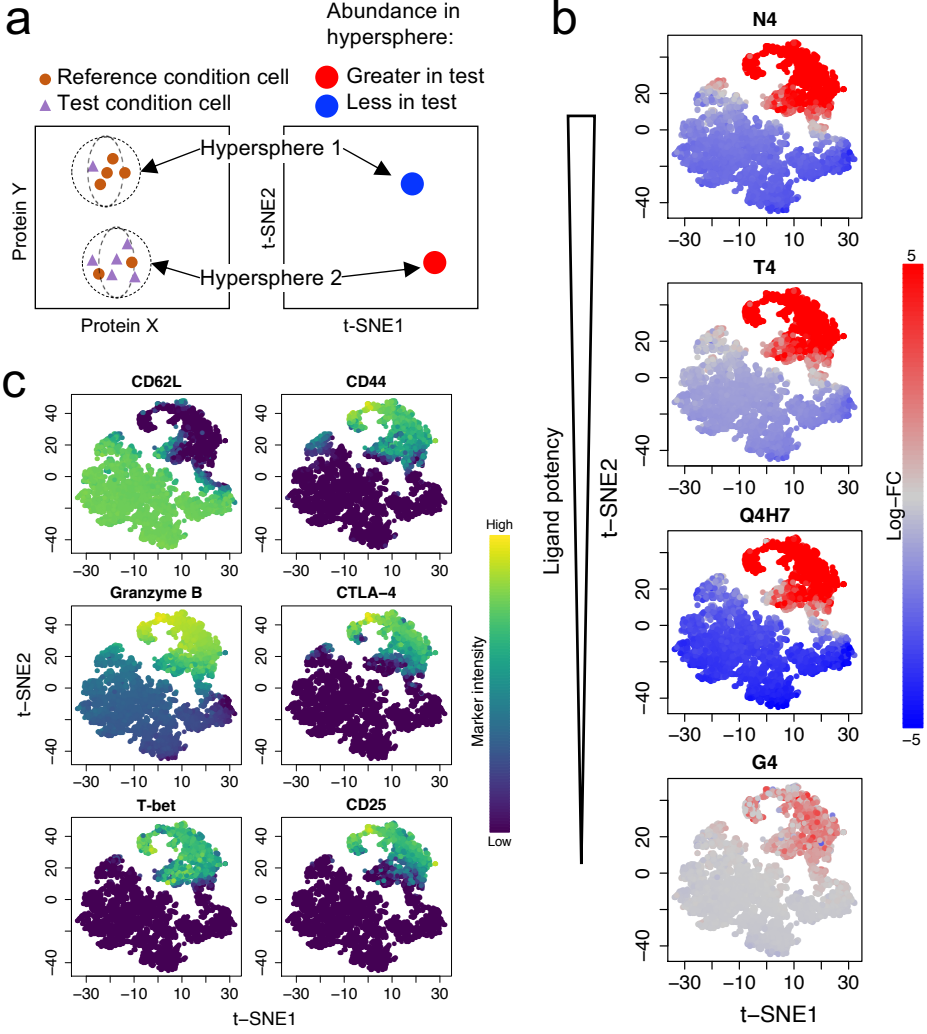 a
Abundance in
hypersphere:
Reference condition cell
Greater in test
Test condition cell
Less in test
Protein Y
Hypersphere 1
Hypersphere 2
Protein X
t-SNE2
t-SNE1
b
N4
20
0
−40
−30 −10 10 30
T4
20
0
−40
−30 −10 10 30
Q4H7
20
0
−40
−30 −10 10 30
G4
20
0
−40
−30 −10 10 30
t−SNE1
t−SNE2
Ligand potency
5
Log−FC
−5
c
CD62L
40
20
0
−40
−30 −10 10 30
CD44
40
20
0
−40
−30 −10 10 30
Granzyme B
40
20
0
−40
−30 −10 10 30
CTLA−4
40
20
0
−40
−30 −10 10 30
T-bet
40
20
0
−40
−30 −10 10 30
CD25
40
20
0
−40
−30 −10 10 30
t−SNE2
t−SNE1
High
Marker intensity
Low